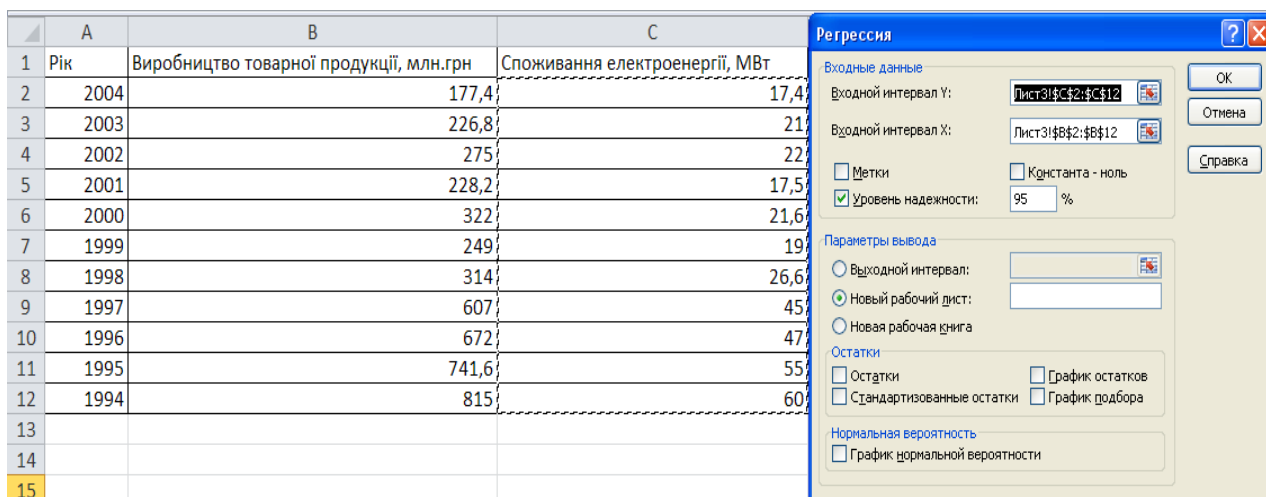 A B C
1 Рік Виробництво товарної продукції, млн.грн Споживання електроенергії, МВт
2 2004 177,4 17,4
3 2003 226,8 21
4 2002 275 22
5 2001 228,2 17,5
6 2000 322 21,6
7 1999 249 19
8 1998 314 26,6
9 1997 607 45
10 1996 672 47
11 1995 741,6 55
12 1994 815 60
13
14
15
Регрессия
Входные данные
Входной интервал Y: Лист3!$C$2:$C$12
Входной интервал X: Лист3!$B$2:$B$12
Метки Константа - ноль
Уровень надежности: 95 %
Параметры вывода
Выходной интервал:
Новый рабочий лист:
Новая рабочая книга
Остатки
Остатки График остатков
Стандартизованные остатки График подбора
Нормальная вероятность
График нормальной вероятности
ОК
Отмена
Справка